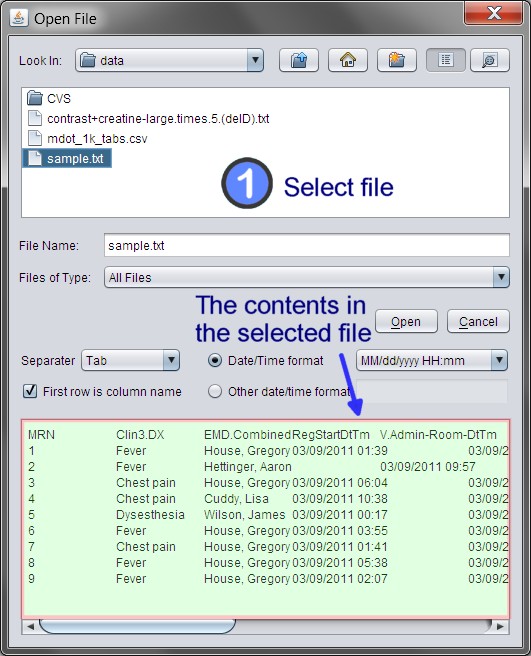 Open File
Look In: data
CVS
contrast+creatine-large.times.5.(deID).txt
mdot_1k_tabs.csv
sample.txt
1 Select file
File Name: sample.txt
Files of Type: All Files
The contents in
the selected file
Open Cancel
Separater Tab Date/Time format MM/dd/yyyy HH:mm
First row is column name Other date/time format
MRN Clin3.DX EMD.Combined RegStartDtTm V.Admin-Room-DtTm
1 Fever House, Gregory 03/09/2011 01:39 03/09/2
2 Fever Hettinger, Aaron 03/09/2011 09:57
3 Chest pain House, Gregory 03/09/2011 06:04 03/09/2
4 Chest pain Cuddy, Lisa 03/09/2011 10:38 03/09/2
5 Dysesthesia Wilson, James 03/09/2011 00:17 03/09/2
6 Fever House, Gregory 03/09/2011 03:55 03/09/2
7 Chest pain House, Gregory 03/09/2011 01:41 03/09/2
8 Fever House, Gregory 03/09/2011 05:38 03/09/2
9 Fever House, Gregory 03/09/2011 02:07 03/09/2